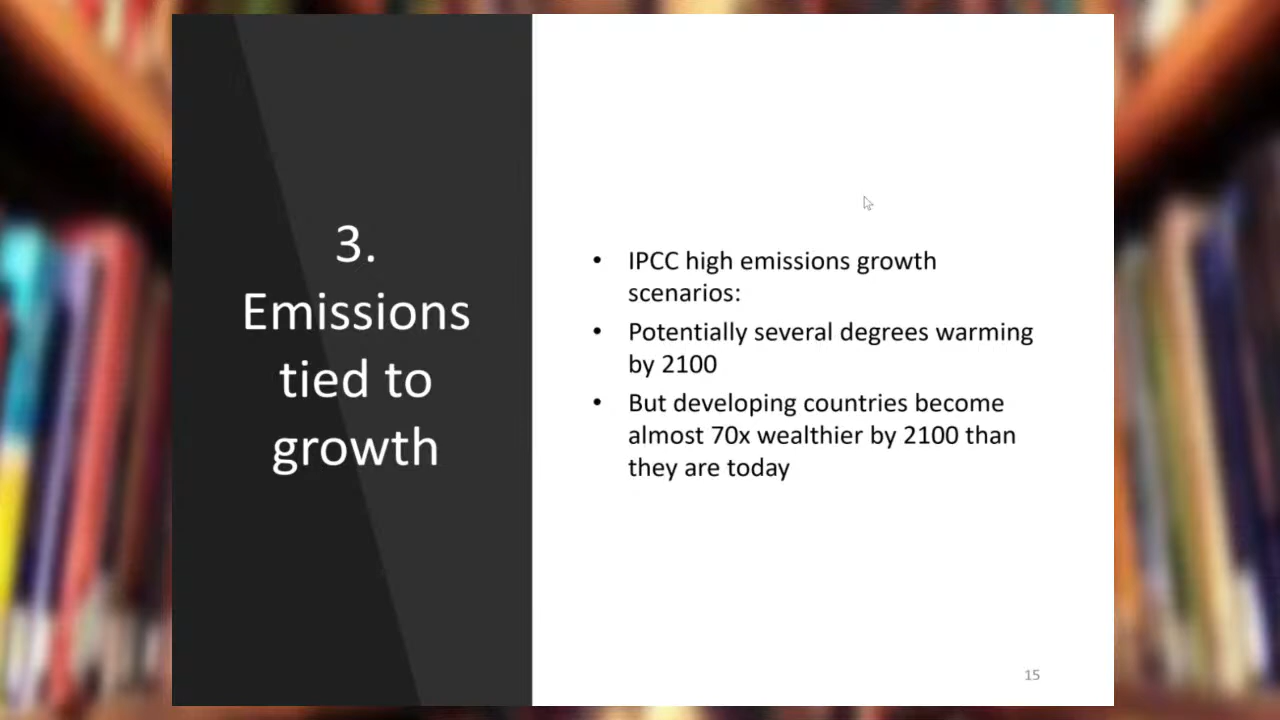 3.
Emissions
tied to
growth
• IPCC high emissions growth
scenarios:
• Potentially several degrees warming
by 2100
• But developing countries become
almost 70x wealthier by 2100 than
they are today
15